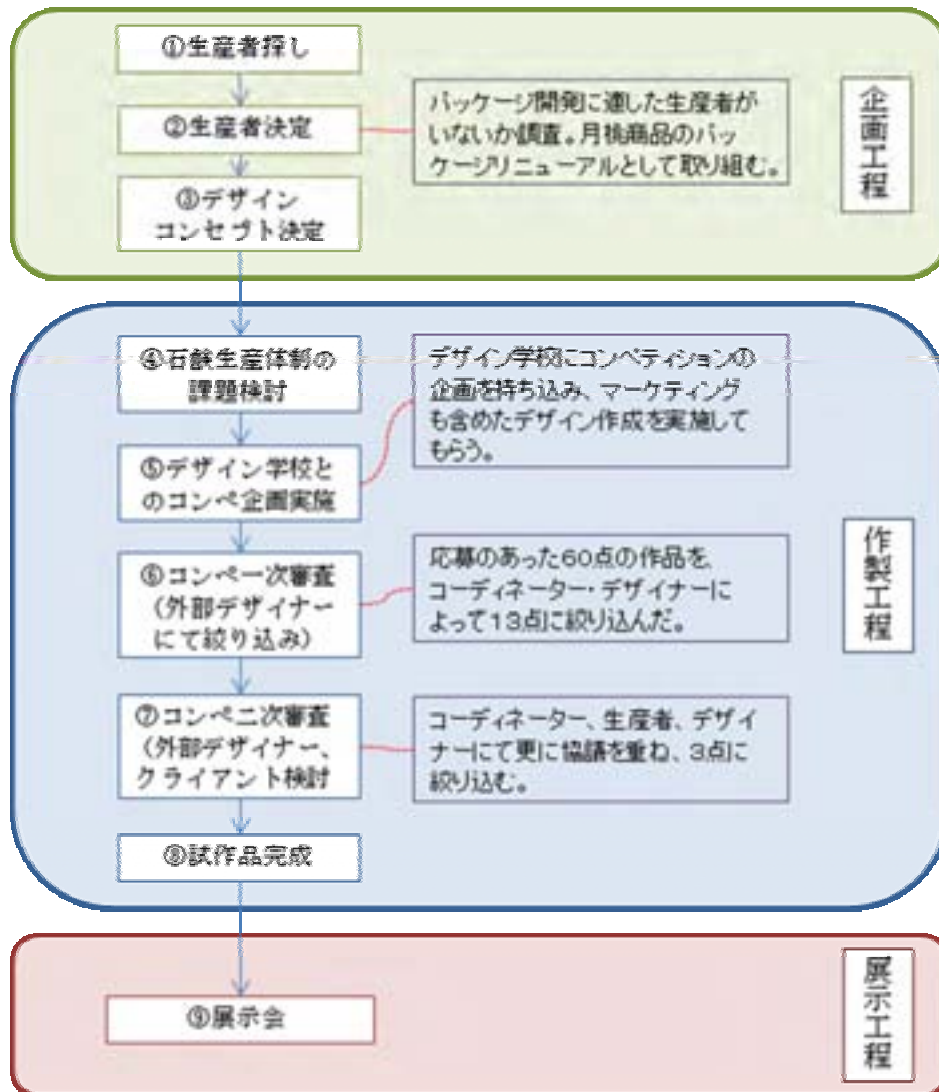 ①生産者探し
②生産者決定
パッケージ開発に適した生産者が
いないか調査。月桃商品のパッ
ケージリニューアルとして取り組む。
③デザイン
コンセプト決定
企画工程
④石鹸生産体制の
課題検討
デザイン学校にコンペティションの
企画を持ち込み、マーケティング
も含めたデザイン作成を実施して
もらう。
⑤デザイン学校と
のコンペ企画実施
⑥コンペ一次審査
(外部デザイナー
にて絞り込み)
応募のあった60点の作品を、
コーディネーター・デザイナーに
よって13点に絞り込んだ。
⑦コンペ二次審査
(外部デザイナー、
クライアント検討
コーディネーター、生産者、デザイ
ナーにて更に協議を重ね、3点に
絞り込む。
⑧試作品完成
作製工程
⑨展示会
展示工程